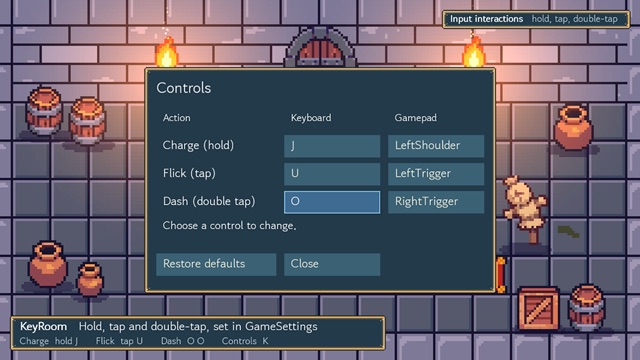 Input interactions hold, tap, double-tap
Controls
Action Keyboard Gamepad
Charge (hold) J LeftShoulder
Flick (tap) U LeftTrigger
Dash (double tap) O RightTrigger
Choose a control to change.
Restore defaults Close
KeyRoom Hold, tap and double-tap, set in GameSettings
Charge hold J Flick tap U Dash O O Controls K